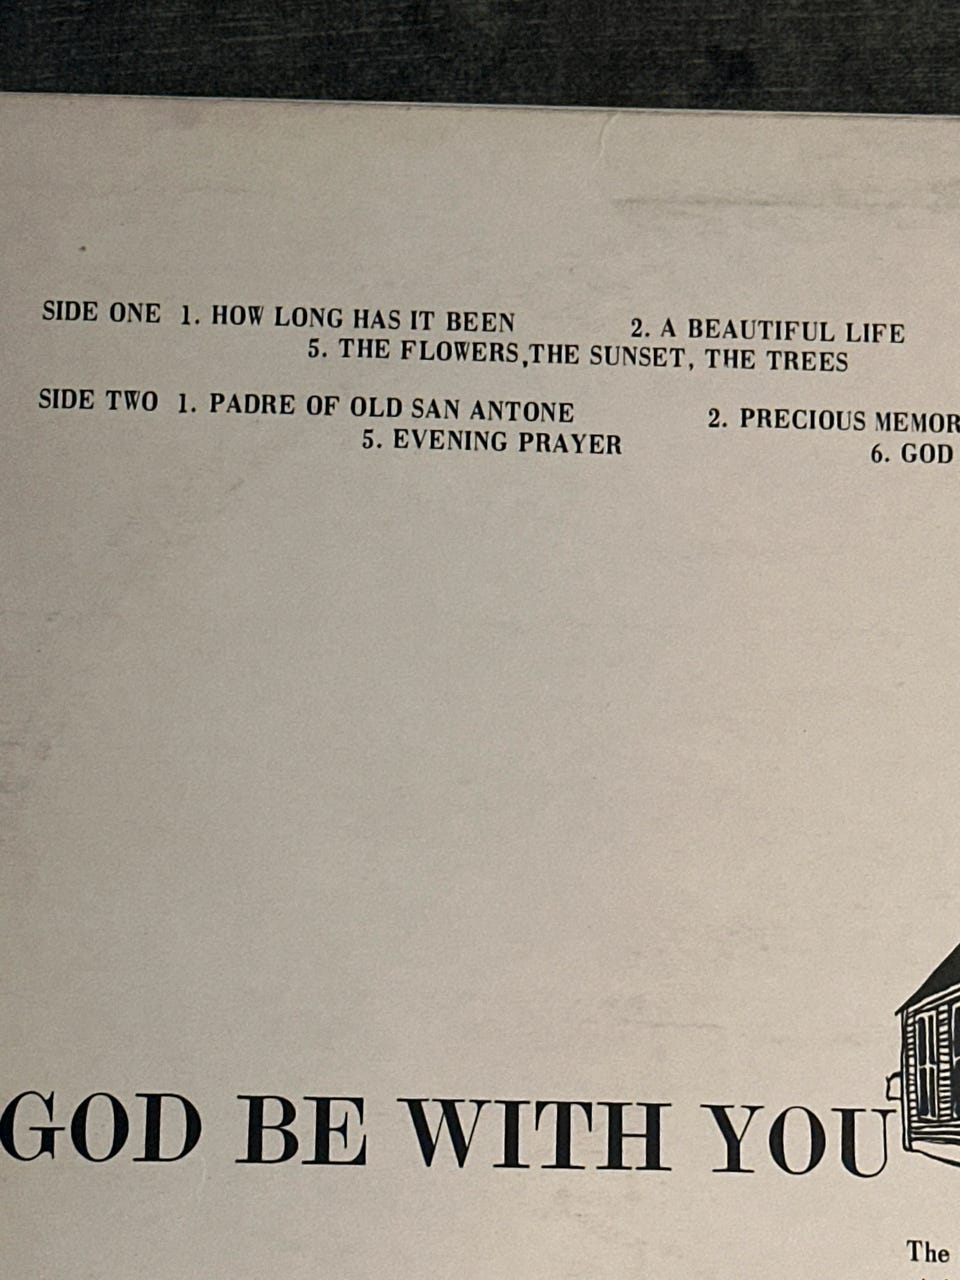 SIDE ONE 1. HOW LONG HAS IT BEEN 2. A BEAUTIFUL LIFE
5. THE FLOWERS,THE SUNSET, THE TREES
SIDE TWO 1. PADRE OF OLD SAN ANTONE 2. PRECIOUS MEMOR
5. EVENING PRAYER 6. GOD
GOD BE WITH YOU
The